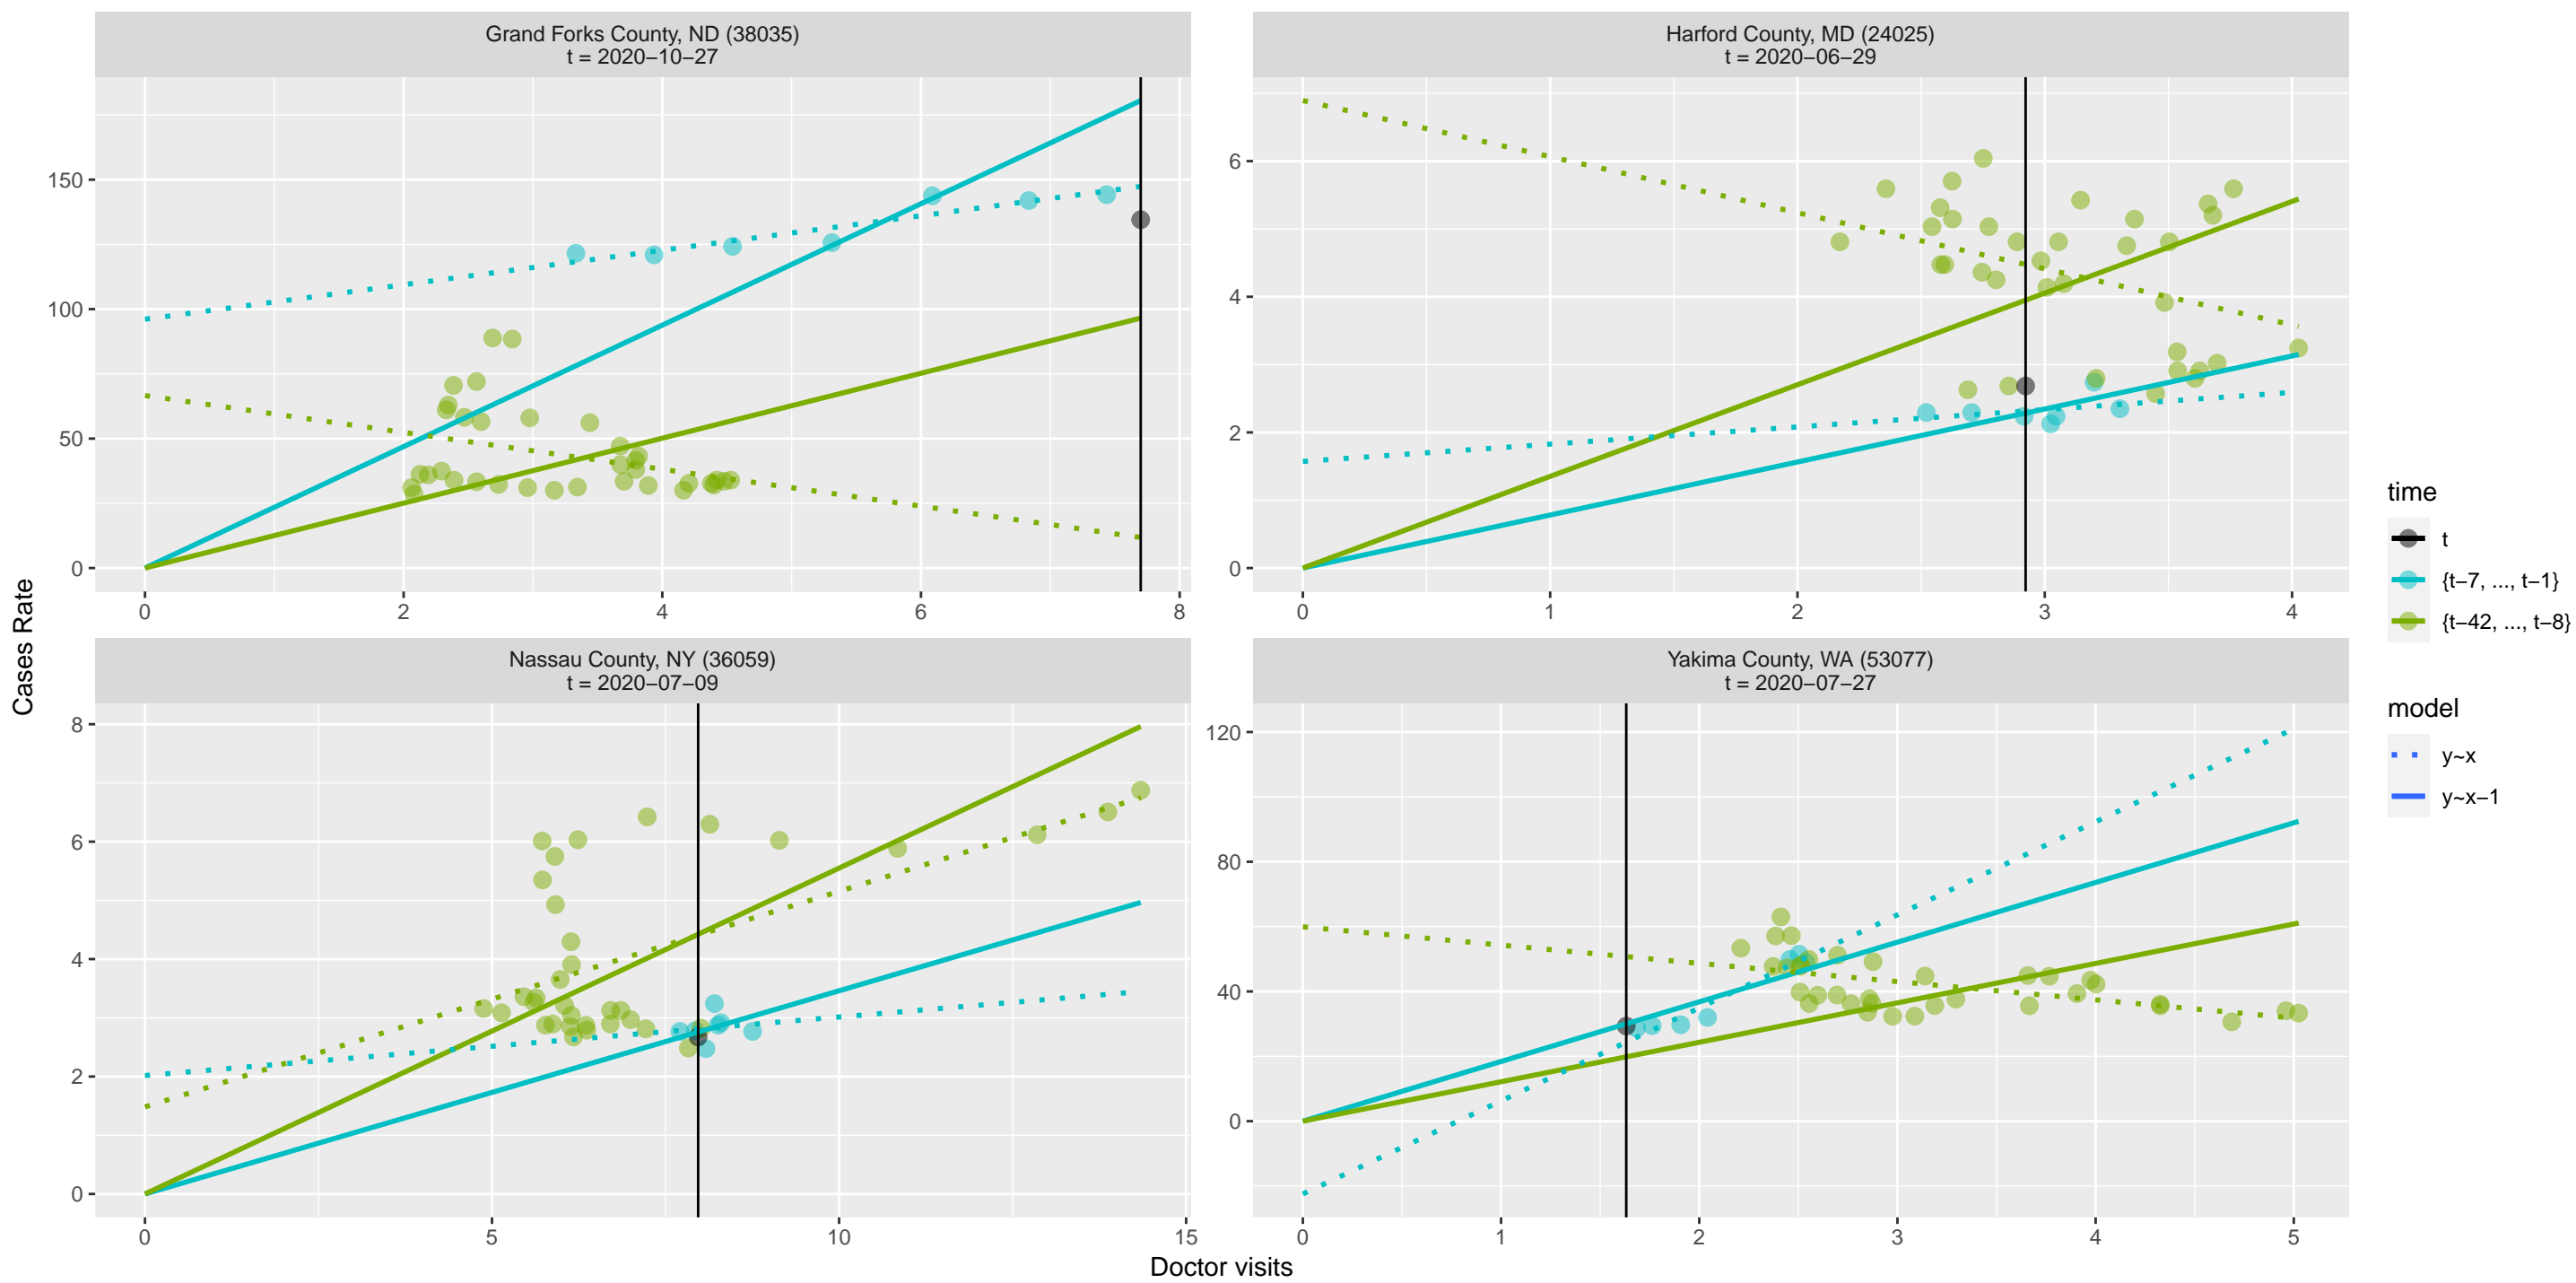 Grand Forks County, ND (38035)
t = 2020−10−27
150
100
50
0
0 2 4 6 8
Harford County, MD (24025)
t = 2020−06−29
6
4
2
0
0 1 2 3 4
Cases Rate
Nassau County, NY (36059)
t = 2020−07−09
8
6
4
2
0
0 5 10 15
Yakima County, WA (53077)
t = 2020−07−27
120
80
40
0
0 1 2 3 4 5
Doctor visits
time
t
{t−7, ..., t−1}
{t−42, ..., t−8}
model
y~x
y~x−1